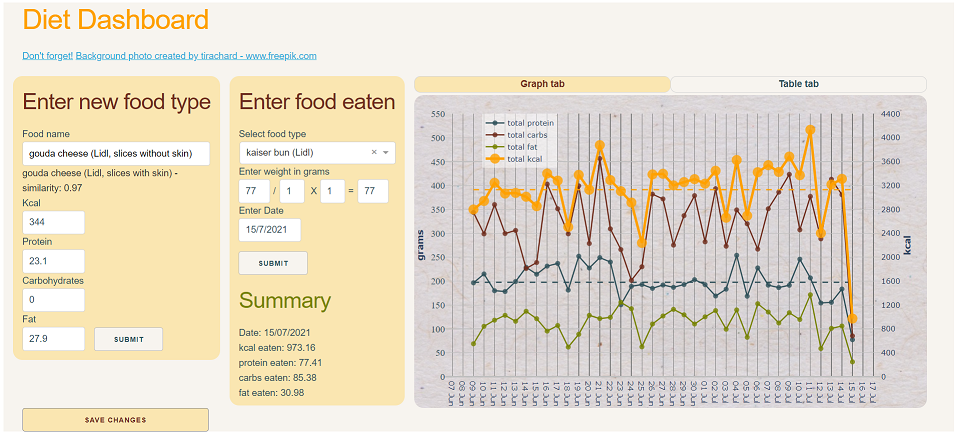 Diet Dashboard
Don't forget! Background photo created by tirachard - www.freepik.com
Enter new food type
Food name
gouda cheese (Lidl, slices without skin)
gouda cheese (Lidl, slices with skin) -
similarity: 0.97
Kcal
344
Protein
23.1
Carbohydrates
0
Fat
27.9
SUBMIT
SAVE CHANGES
Enter food eaten
Select food type
kaiser bun (Lidl) ×
Enter weight in grams
77 / 1 X 1 = 77
Enter Date
15/7/2021
SUBMIT
Summary
Date: 15/07/2021
kcal eaten: 973.16
protein eaten: 77.41
carbs eaten: 85.38
fat eaten: 30.98
Graph tab
Table tab
total protein
total carbs
total fat
total kcal
grams
550
500
450
400
350
300
250
200
150
100
50
0
kcal
4400
4000
3600
3200
2800
2400
2000
1600
1200
800
400
0
07 Jun
08 Jun
09 Jun
10 Jun
11 Jun
12 Jun
13 Jun
14 Jun
15 Jun
16 Jun
17 Jun
18 Jun
19 Jun
20 Jun
21 Jun
22 Jun
23 Jun
24 Jun
25 Jun
26 Jun
27 Jun
28 Jun
29 Jun
30 Jun
01 Jul
02 Jul
03 Jul
04 Jul
05 Jul
06 Jul
07 Jul
08 Jul
09 Jul
10 Jul
11 Jul
12 Jul
13 Jul
14 Jul
15 Jul
16 Jul
17 Jul